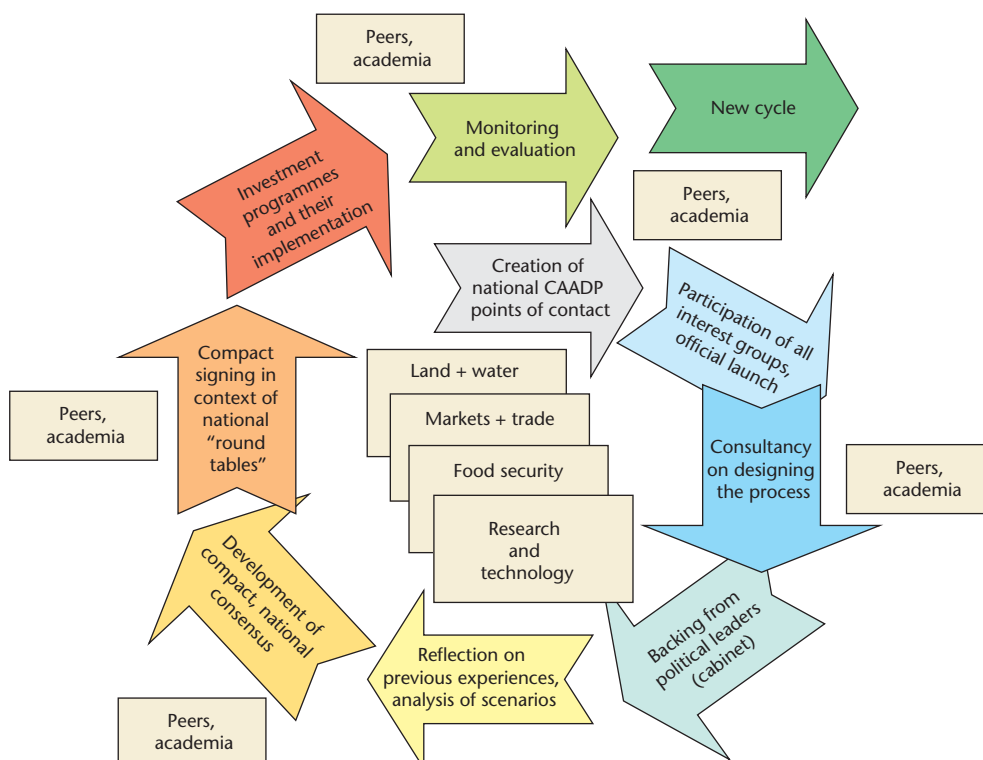 Peers,
academia
Monitoring
and evaluation
New cycle
Investment
programmes
and their
implementation
Peers,
academia
Creation of
national CAADP
points of contact
Participation of all
interest groups,
official launch
Compact
signing in
context of
national
"round
tables"
Land + water
Markets + trade
Food security
Research
and
technology
Consultancy
on designing
the process
Peers,
academia
Peers,
academia
Development of
compact, national
consensus
Reflection on
previous experiences,
analysis of scenarios
Backing from
political leaders
(cabinet)
Peers,
academia